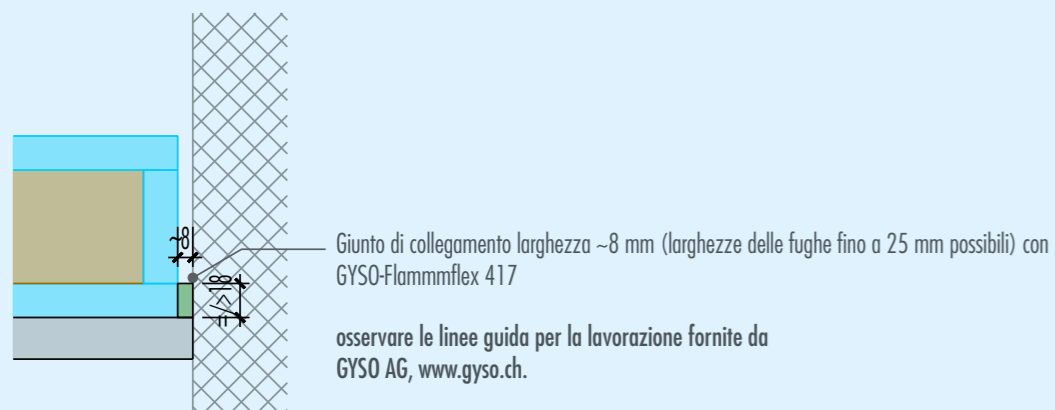 ~8
=/>18
Giunto di collegamento larghezza ~8 mm (larghezze delle fughe fino a 25 mm possibili) con
GYSO-Flammmflex 417
osservare le linee guida per la lavorazione fornite da
GYSO AG, www.gyso.ch.